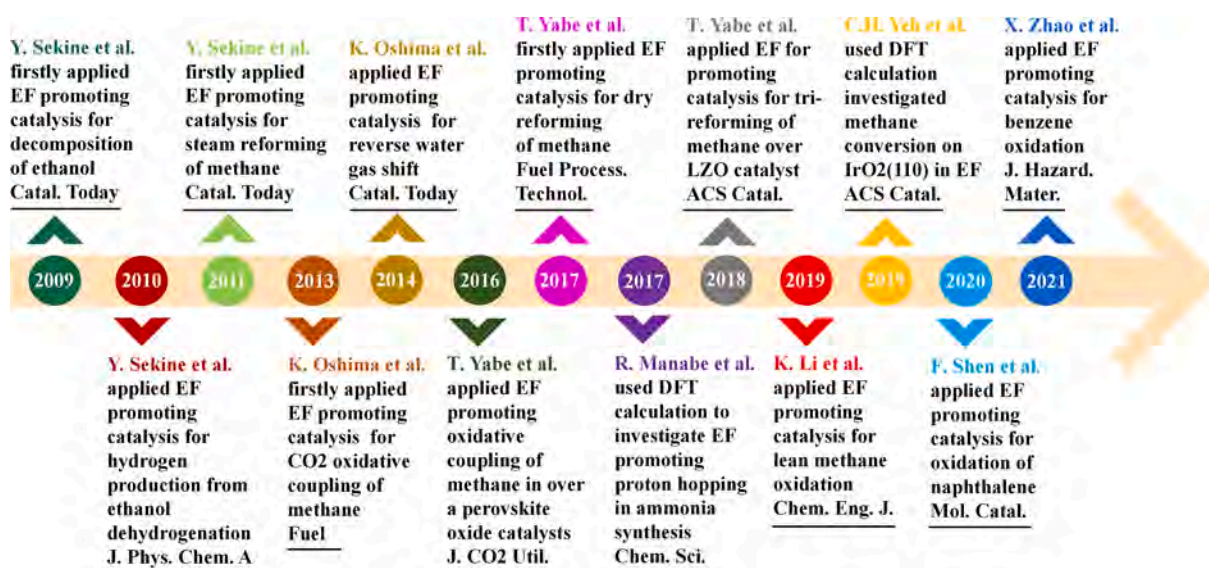 Y. Sekine et al.
firstly applied
EF promoting
catalysis for
decomposition
of ethanol
Catal. Today
Y. Sekine et al.
firstly applied
EF promoting
catalysis for
steam reforming
of methane
Catal. Today
K. Oshima et al.
applied EF
promoting
catalysis for
reverse water
gas shift
Catal. Today
T. Yabe et al.
firstly applied EF
promoting
catalysis for dry
reforming
of methane
Fuel Process.
Technol.
T. Yabe et al.
applied EF for
promoting
catalysis for tri-
reforming of
methane over
LZO catalyst
ACS Catal.
C.H. Yeh et al.
used DFT
calculation
investigated
methane
conversion on
IrO2(110) in EF
ACS Catal.
X. Zhao et al.
applied EF
promoting
catalysis for
benzene
oxidation
J. Hazard.
Mater.
2009
2010
2011
2013
2014
2016
2017
2017
2018
2019
2019
2020
2021
Y. Sekine et al.
applied EF
promoting
catalysis for
hydrogen
production from
ethanol
dehydrogenation
J. Phys. Chem. A
K. Oshima et al.
firstly applied
EF promoting
catalysis for
CO2 oxidative
coupling of
methane
Fuel
T. Yabe et al.
applied EF
promoting
oxidative
coupling of
methane in over
a perovskite
oxide catalysts
J. CO2 Util.
R. Manabe et al.
used DFT
calculation to
investigate EF
promoting
proton hopping
in ammonia
synthesis
Chem. Sci.
K. Li et al.
applied EF
promoting
catalysis for
lean methane
oxidation
Chem. Eng. J.
F. Shen et al.
applied EF
promoting
catalysis for
oxidation of
naphthalene
Mol. Catal.